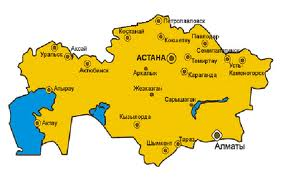 Петропавловск
Костанай
Кокшетау
Павлодар
Семипалатинск
Аксай
Уральск
АСТАНА
Усть
Каменогорск
Темиртау
Актюбинск
Аркалык
Караганда
Атырау
Жезказган
Сарышаган
Актау
Кызылорда
Шымкент
Тараз
Алматы